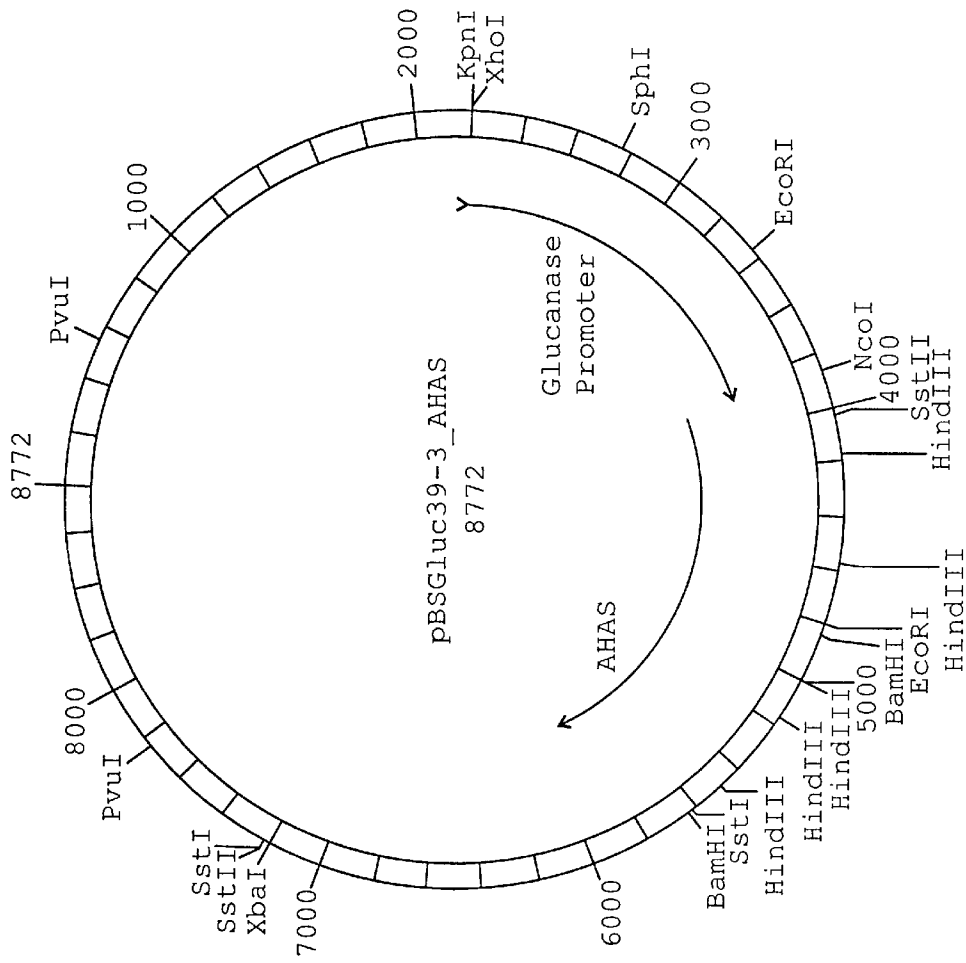 8772
PvuI
1000
2000
KpnI
XhoI
SphI
3000
EcoRI
NcoI
4000
SstII
HindIII
HindIII
EcoRI
BamHI
5000
HindIII
HindIII
HindIII
SstI
BamHI
6000
7000
XbaI
SstII
SstI
PvuI
8000
pBSGluc39-3_AHAS
8772
Glucanase
Promoter
AHAS